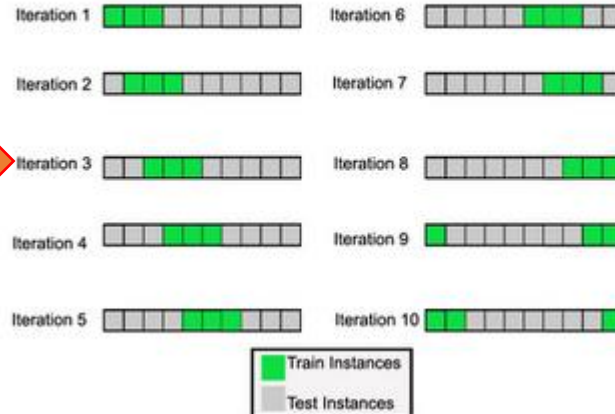 Iteration 1
Iteration 2
Iteration 3
Iteration 4
Iteration 5
Iteration 6
Iteration 7
Iteration 8
Iteration 9
Iteration 10
Train Instances
Test Instances